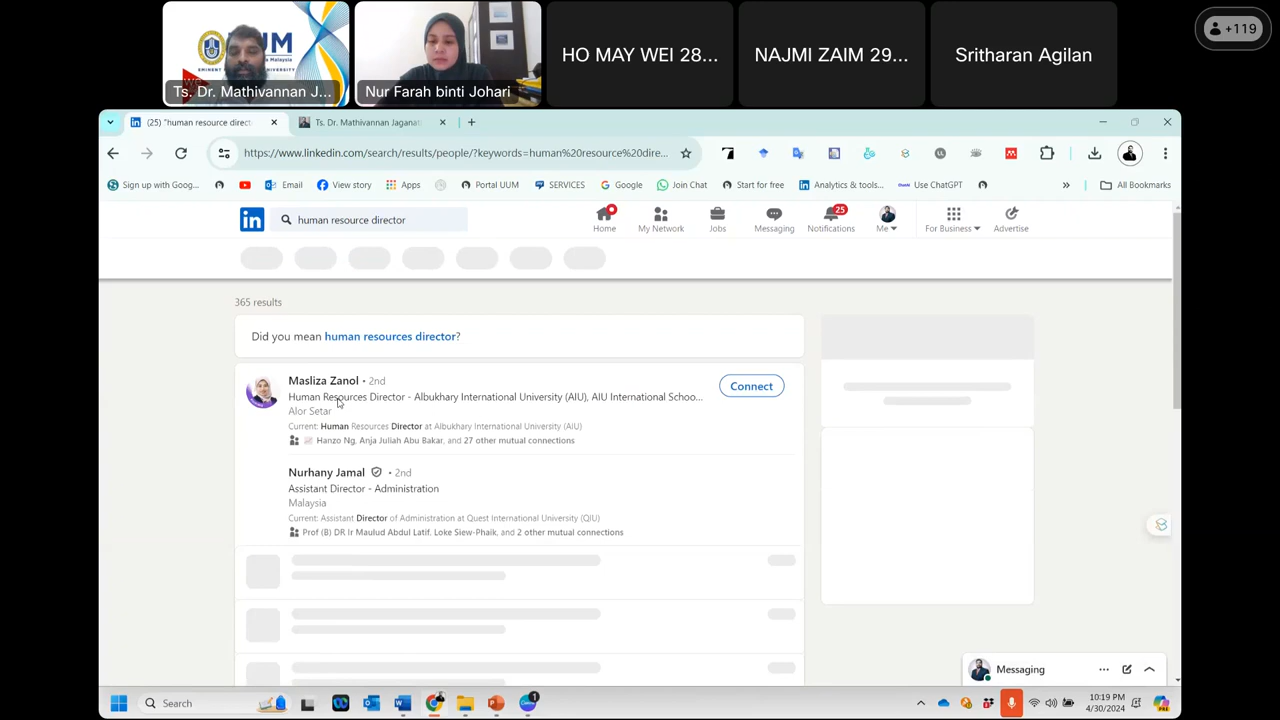 UUM
Malaysia
EMINENT
UNIVERSITY
Ts. Dr. Mathivannan J...
Nur Farah binti Johari
HO MAY WEI 28...
NAJMI ZAIM 29...
Sritharan Agilan
+119
(25) "human resource direct
Ts. Dr. Mathivannan Jaganat
https://www.linkedin.com/search/results/people/?keywords=human%20resource%20dire...
Sign up with Goog...
Email
View story
Apps
Portal UUM
SERVICES
Google
Join Chat
Start for free
Analytics & tools...
Use ChatGPT
»
All Bookmarks
in
human resource director
Home
My Network
Jobs
Messaging
25
Notifications
Me
For Business
Advertise
365 results
Did you mean human resources director?
Masliza Zanol • 2nd
Connect
Human Resources Director - Albukhary International University (AIU), AIU International Schoo...
Alor Setar
Current: Human Resources Director at Albukhary International University (AIU)
Hanzo Ng, Anja Juliah Abu Bakar, and 27 other mutual connections
Nurhany Jamal • 2nd
Assistant Director - Administration
Malaysia
Current: Assistant Director of Administration at Quest International University (QIU)
Prof (B) DR Ir Maulud Abdul Latif, Loke Siew-Phaik, and 2 other mutual connections
Messaging
Search
1
10:19 PM
4/30/2024